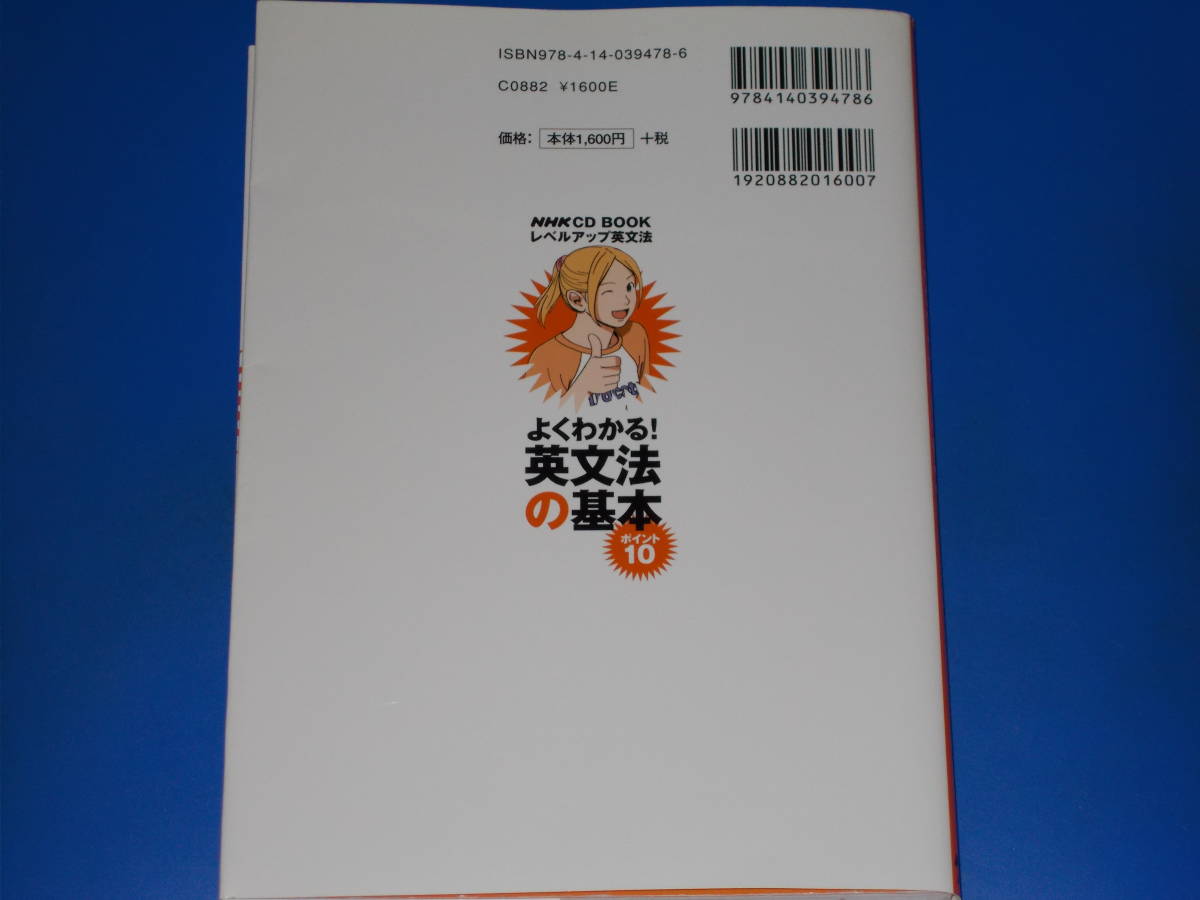 ISBN978-4-14-039478-6
C0882 ¥1600E
9784140394786
価格: 本体1,600円 +税
1920882016007
NHK CD BOOK
レベルアップ英文法
よくわかる!
英文法
の基本
ポイント
10